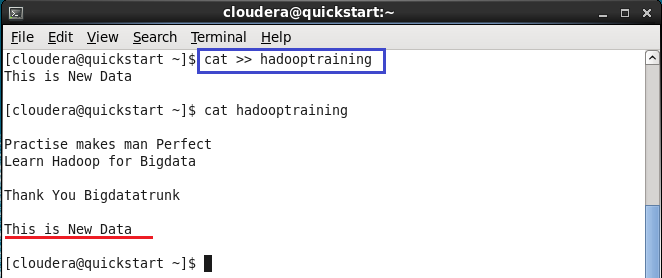 cloudera@quickstart:~
File Edit View Search Terminal Help
[cloudera@quickstart ~]$ cat >> hadooptraining
This is New Data
[cloudera@quickstart ~]$ cat hadooptraining
Practise makes man Perfect
Learn Hadoop for Bigdata
Thank You Bigdatatrunk
This is New Data
[cloudera@quickstart ~]$